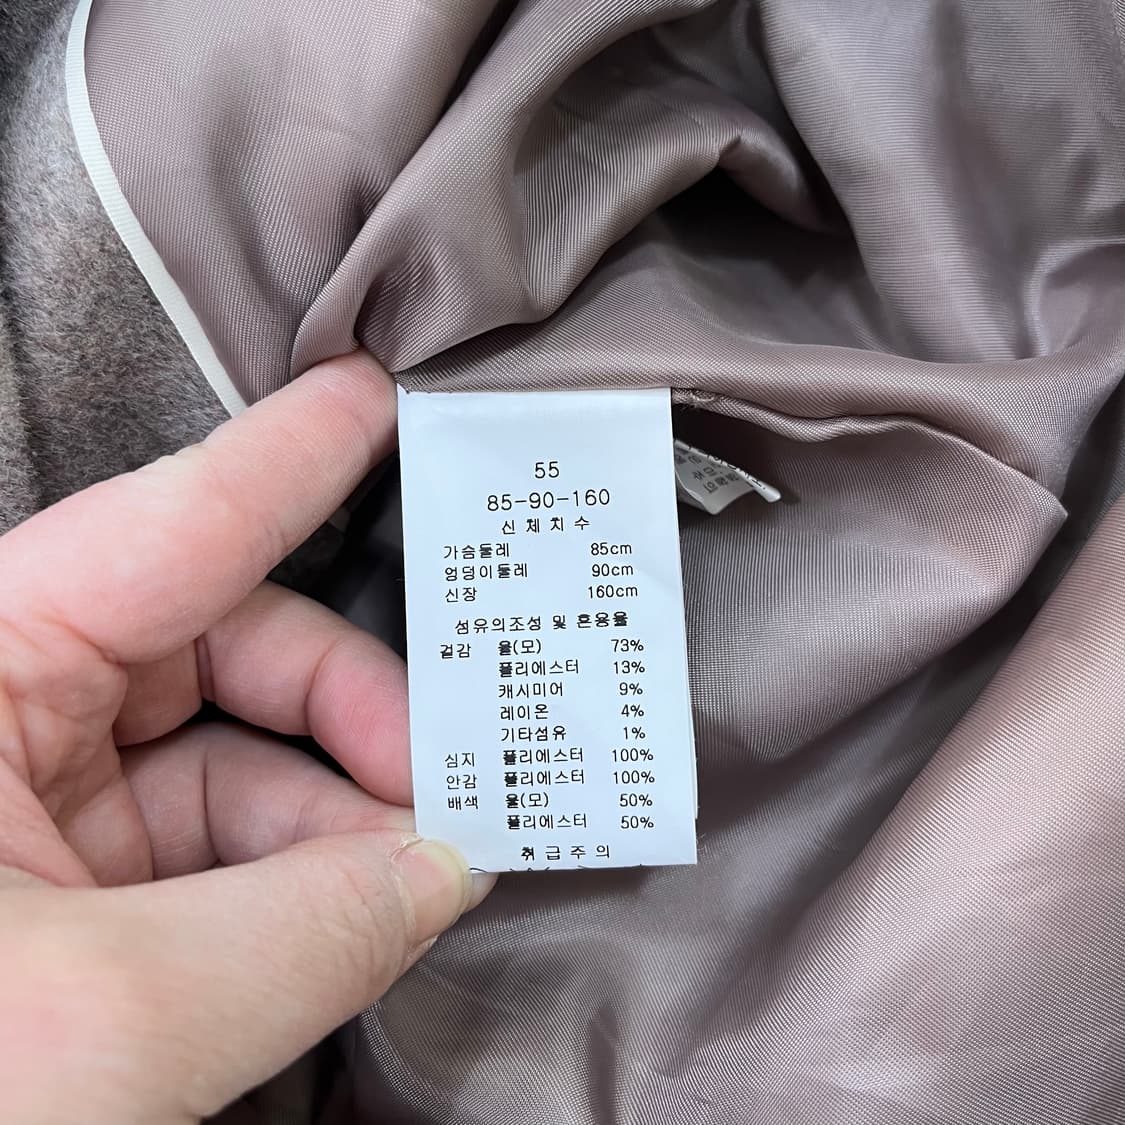 55
85-90-160
신체치수
가슴둘레 85cm
엉덩이둘레 90cm
신장 160cm
섬유의조성 및 혼용율
겉감 울(모) 73%
폴리에스터 13%
캐시미어 9%
레이온 4%
기타섬유 1%
심지 폴리에스터 100%
안감 폴리에스터 100%
배색 울(모) 50%
폴리에스터 50%
취급주의